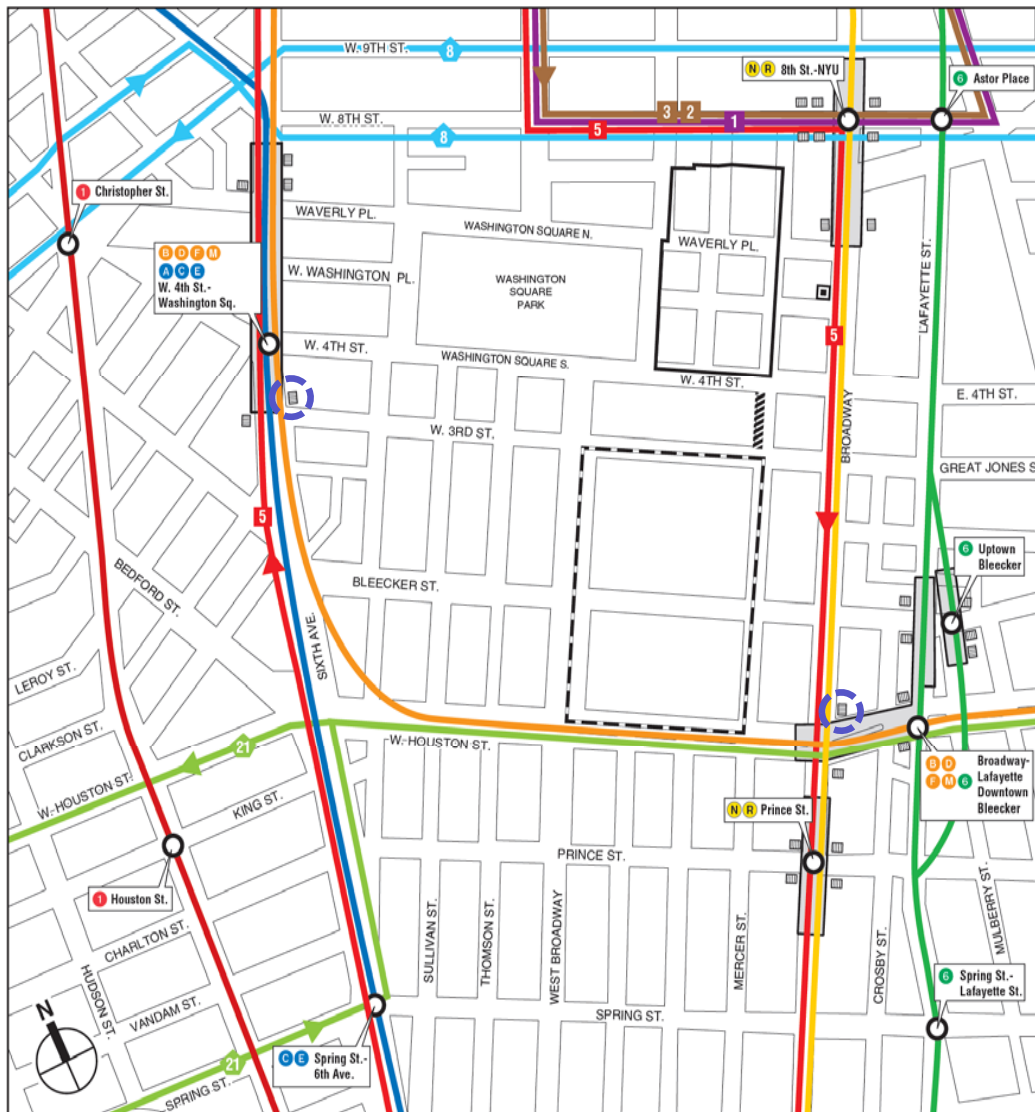 W. 9TH ST.
8
N R 8th St.-NYU
6 Astor Place
3 2
1
5
W. 8TH ST.
8
1 Christopher St.
WAVERLY PL.
WASHINGTON SQUARE N.
WAVERLY PL.
B D F M
A C E
W. 4th St.-
Washington Sq.
W. WASHINGTON PL.
WASHINGTON
SQUARE
PARK
LAFAYETTE ST.
5
W. 4TH ST.
WASHINGTON SQUARE S.
W. 4TH ST.
E. 4TH ST.
BROADWAY
W. 3RD ST.
GREAT JONES S
5
6 Uptown
Bleecker
BEDFORD ST.
BLEECKER ST.
SIXTH AVE.
LEROY ST.
CLARKSON ST.
21
W. HOUSTON ST.
W. HOUSTON ST.
B D
F M 6
Broadway-
Lafayette
Downtown
Bleecker
KING ST.
N R Prince St.
PRINCE ST.
1 Houston St.
CHARLTON ST.
SULLIVAN ST.
THOMSON ST.
WEST BROADWAY
MERCER ST.
CROSBY ST.
MULBERRY ST.
HUDSON ST.
VANDAM ST.
6 Spring St.-
Lafayette St.
SPRING ST.
N
C E Spring St.-
6th Ave.
21
SPRING ST.